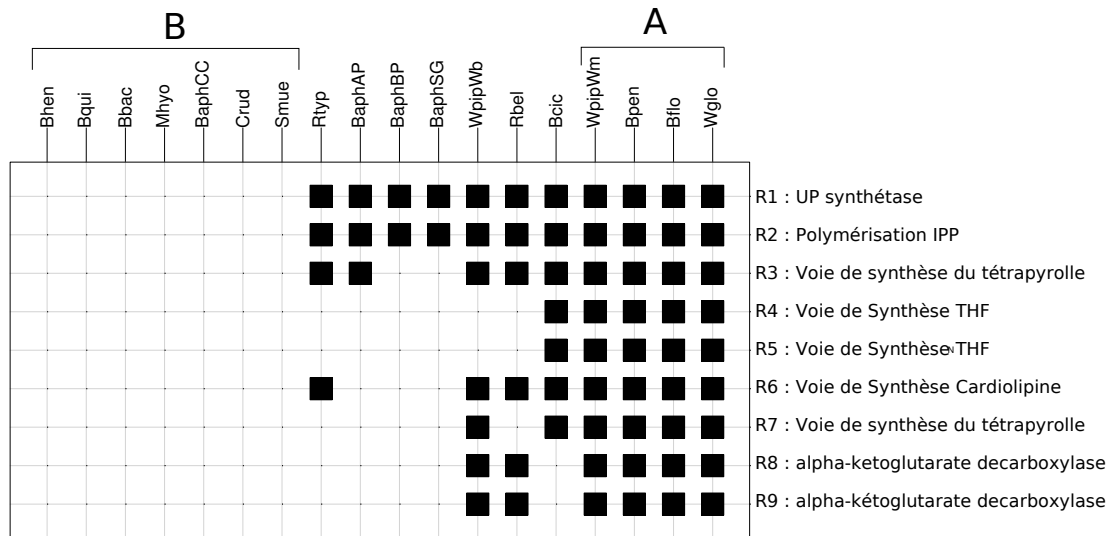 B
A
Bhen
Bqui
Bbac
Mhyo
BaphCC
Crud
Smue
Rtyp
BaphAP
BaphBP
BaphSG
WpipWb
Rbel
Bcic
WpipWm
Bpen
Bflo
Wglo
R1 : UP synthétase
R2 : Polymérisation IPP
R3 : Voie de synthèse du tétrapyrolle
R4 : Voie de Synthèse THF
R5 : Voie de Synthèse THF
R6 : Voie de Synthèse Cardiolipine
R7 : Voie de synthèse du tétrapyrolle
R8 : alpha-ketoglutarate decarboxylase
R9 : alpha-kétoglutarate decarboxylase